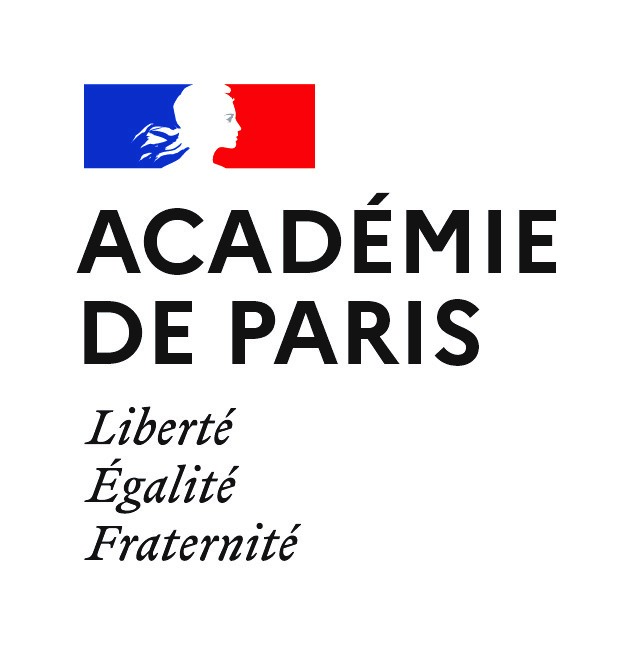 ACADÉMIE
DE PARIS
Liberté
Égalité
Fraternité